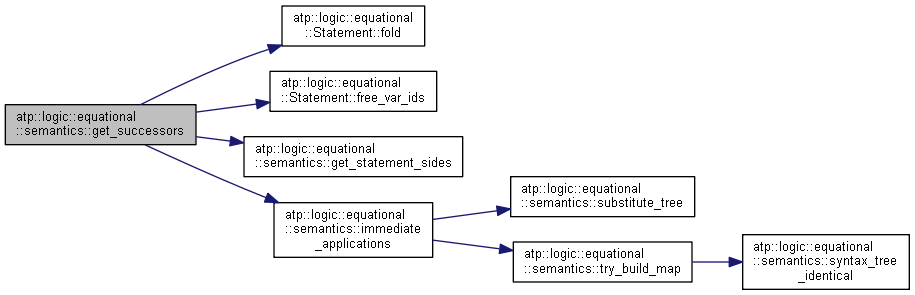 atp::logic::equational
::Statement::fold
atp::logic::equational
::Statement::free_var_ids
atp::logic::equational
::semantics::get_successors
atp::logic::equational
::semantics::get_statement_sides
atp::logic::equational
::semantics::immediate
_applications
atp::logic::equational
::semantics::substitute_tree
atp::logic::equational
::semantics::try_build_map
atp::logic::equational
::semantics::syntax_tree
_identical